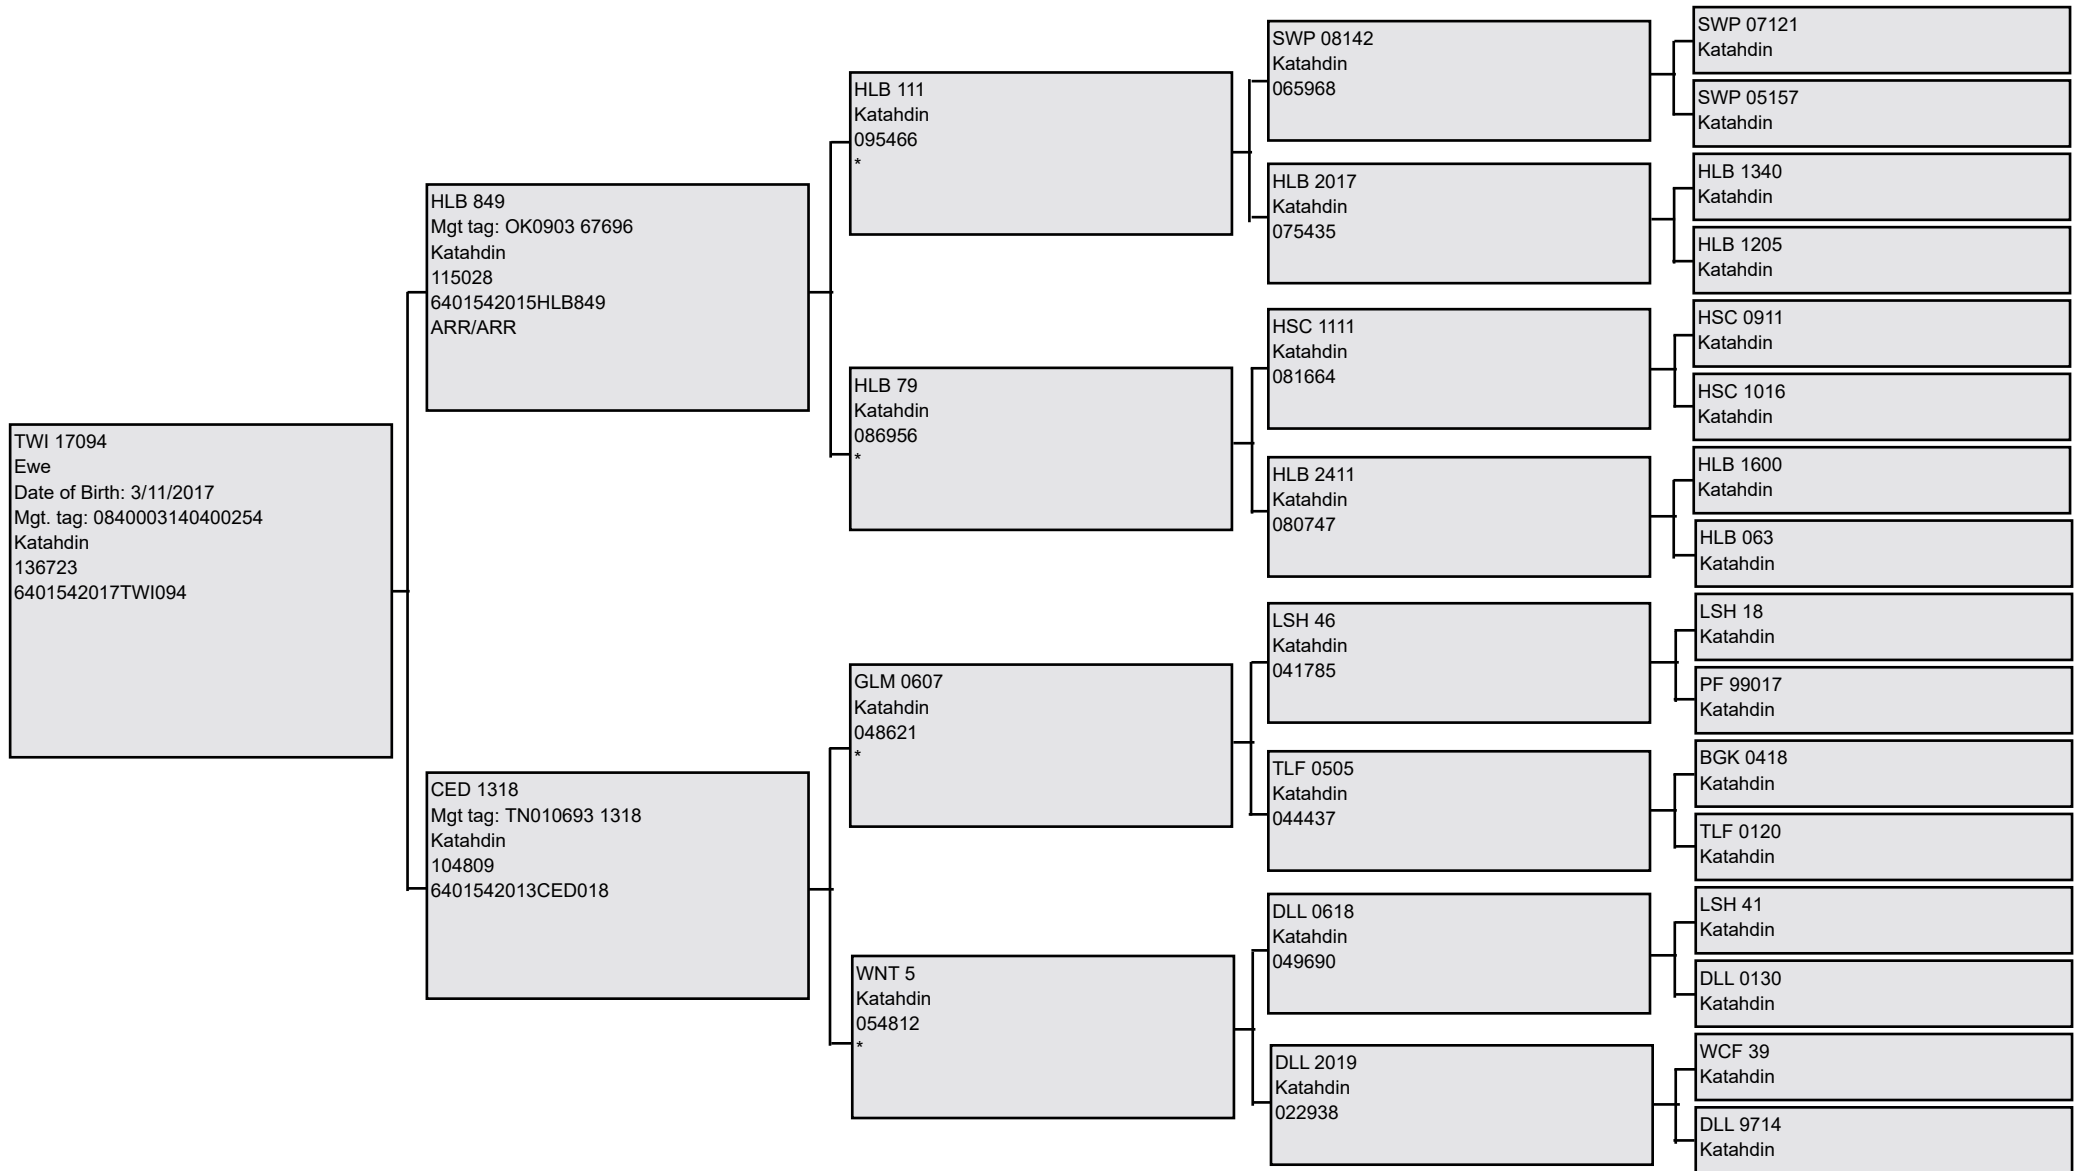 TWI 17094
Ewe
Date of Birth: 3/11/2017
Mgt. tag: 0840003140400254
Katahdin
136723
6401542017TWI094
HLB 849
Mgt tag: OK0903 67696
Katahdin
115028
6401542015HLB849
ARR/ARR
CED 1318
Mgt tag: TN010693 1318
Katahdin
104809
6401542013CED018
HLB 111
Katahdin
095466
*
HLB 79
Katahdin
086956
*
GLM 0607
Katahdin
048621
*
WNT 5
Katahdin
054812
*
SWP 08142
Katahdin
065968
HLB 2017
Katahdin
075435
HSC 1111
Katahdin
081664
HLB 2411
Katahdin
080747
LSH 46
Katahdin
041785
TLF 0505
Katahdin
044437
DLL 0618
Katahdin
049690
DLL 2019
Katahdin
022938
SWP 07121
Katahdin
SWP 05157
Katahdin
HLB 1340
Katahdin
HLB 1205
Katahdin
HSC 0911
Katahdin
HSC 1016
Katahdin
HLB 1600
Katahdin
HLB 063
Katahdin
LSH 18
Katahdin
PF 99017
Katahdin
BGK 0418
Katahdin
TLF 0120
Katahdin
LSH 41
Katahdin
DLL 0130
Katahdin
WCF 39
Katahdin
DLL 9714
Katahdin